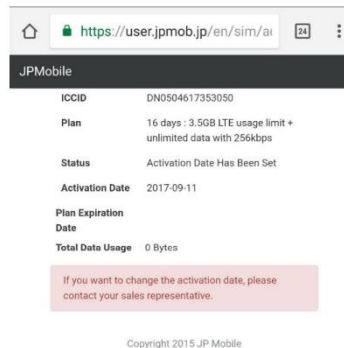 https://user.jpmob.jp/en/sim/a
24
JPMobile
ICCID DN0504617353050
Plan 16 days : 3.5GB LTE usage limit +
unlimited data with 256kbps
Status Activation Date Has Been Set
Activation Date 2017-09-11
Plan Expiration
Date
Total Data Usage 0 Bytes
If you want to change the activation date, please
contact your sales representative.
Copyright 2015 JP Mobile